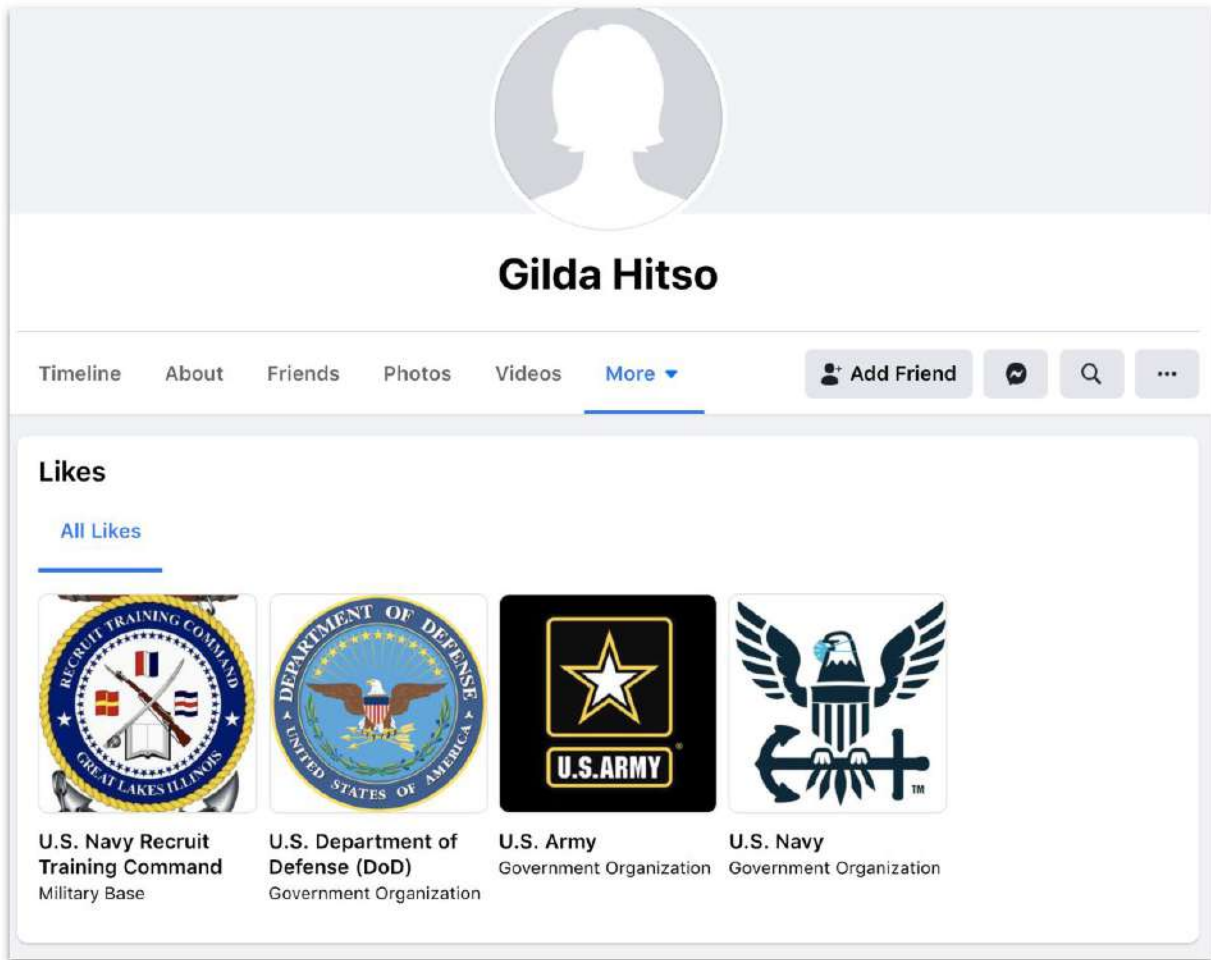 Gilda Hitso
Timeline About Friends Photos Videos More Add Friend
Likes
All Likes
RECRUIT TRAINING COMMAND
GREAT LAKES ILLINOIS
DEPARTMENT OF DEFENSE
UNITED STATES OF AMERICA
U.S.ARMY
TM
U.S. Navy Recruit
Training Command
Military Base
U.S. Department of
Defense (DoD)
Government Organization
U.S. Army
Government Organization
U.S. Navy
Government Organization